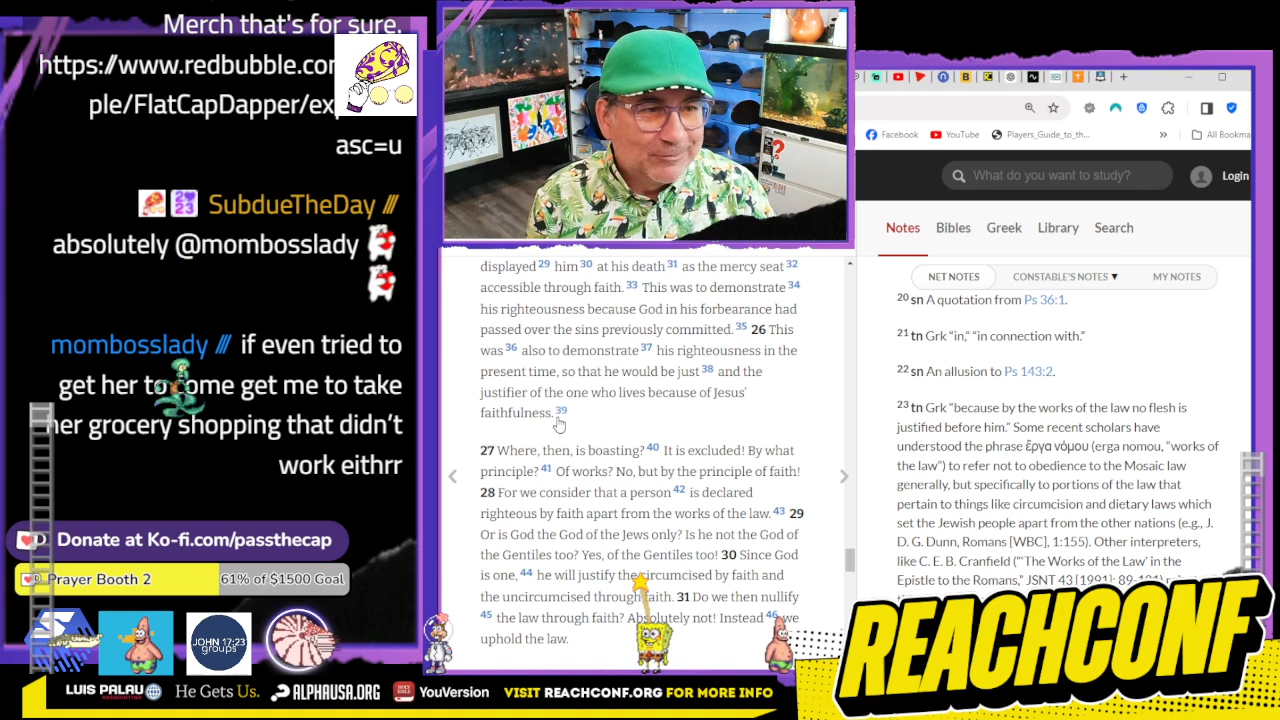 Merch that's for sure.
https://www.redbubble.com
ple/FlatCapDapper/ex
asc=u
SubdueTheDay ///
absolutely @mombosslady
mombosslady /// if even tried to
get her to come get me to take
her grocery shopping that didn't
work eithrr
Donate at Ko-fi.com/passthecap
Prayer Booth 2
61% of $1500 Goal
JOHN 17:23
groups
displayed 29 him 30 at his death 31 as the mercy seat 32
accessible through faith. 33 This was to demonstrate 34
his righteousness because God in his forbearance had
passed over the sins previously committed. 35 26 This
was 36 also to demonstrate 37 his righteousness in the
present time, so that he would be just 38 and the
justifier of the one who lives because of Jesus'
faithfulness. 39
27 Where, then, is boasting? 40 It is excluded! By what
principle? 41 Of works? No, but by the principle of faith!
28 For we consider that a person 42 is declared
righteous by faith apart from the works of the law. 43 29
Or is God the God of the Jews only? Is he not the God of
the Gentiles too? Yes, of the Gentiles too! 30 Since God
is one, 44 he will justify the circumcised by faith and
the uncircumcised through faith. 31 Do we then nullify
45 the law through faith? Absolutely not! Instead 46 we
uphold the law.
Facebook
YouTube
Players_Guide_to_th...
»
All Bookma
What do you want to study?
Login
Notes
Bibles
Greek
Library
Search
NET NOTES
CONSTABLE'S NOTES
MY NOTES
20 sn A quotation from Ps 36:1.
21 tn Grk “in,” “in connection with.”
22 sn An allusion to Ps 143:2.
23 tn Grk “because by the works of the law no flesh is
justified before him.” Some recent scholars have
understood the phrase ἔργα νόμου (erga nomou, “works of
the law”) to refer not to obedience to the Mosaic law
generally, but specifically to portions of the law that
pertain to things like circumcision and dietary laws which
set the Jewish people apart from the other nations (e.g., J.
D. G. Dunn, Romans [WBC], 1:155). Other interpreters,
like C. E. B. Cranfield (“‘The Works of the Law’ in the
Epistle to the Romans,” JSNT 43 [1991]: 89-101)
REACHCONF
LUIS PALAU
He Gets Us.
ALPHAUSA.ORG
HOLY BIBLE
YouVersion
VISIT REACHCONF.ORG FOR MORE INFO